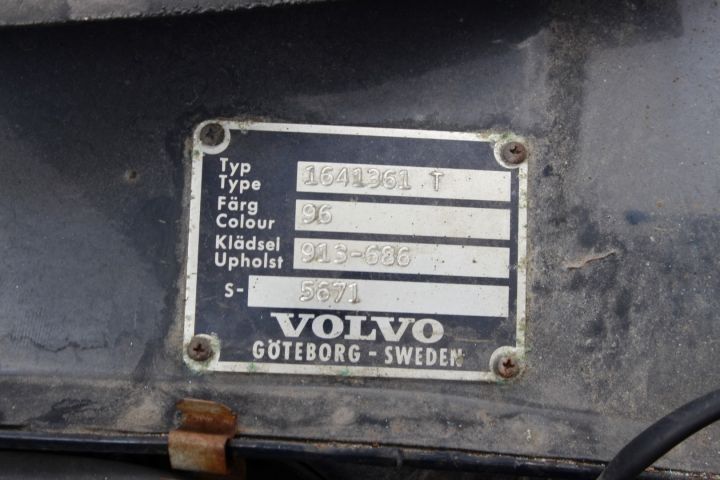 Typ
Type 1641361 T
Färg
Colour 96
Klädsel
Upholst 913-686
S- 5671
VOLVO
GÖTEBORG - SWEDEN